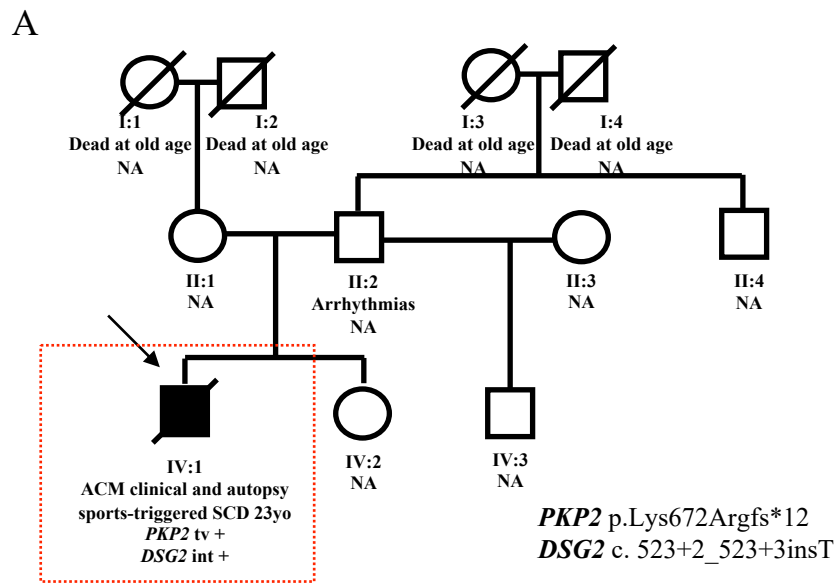 A
I:1
Dead at old age
NA
I:2
Dead at old age
NA
I:3
Dead at old age
NA
I:4
Dead at old age
NA
II:1
NA
II:2
Arrhythmias
NA
II:3
NA
II:4
NA
IV:1
ACM clinical and autopsy
sports-triggered SCD 23yo
PKP2 tv +
DSG2 int +
IV:2
NA
IV:3
NA
PKP2 p.Lys672Argfs*12
DSG2 c. 523+2_523+3insT